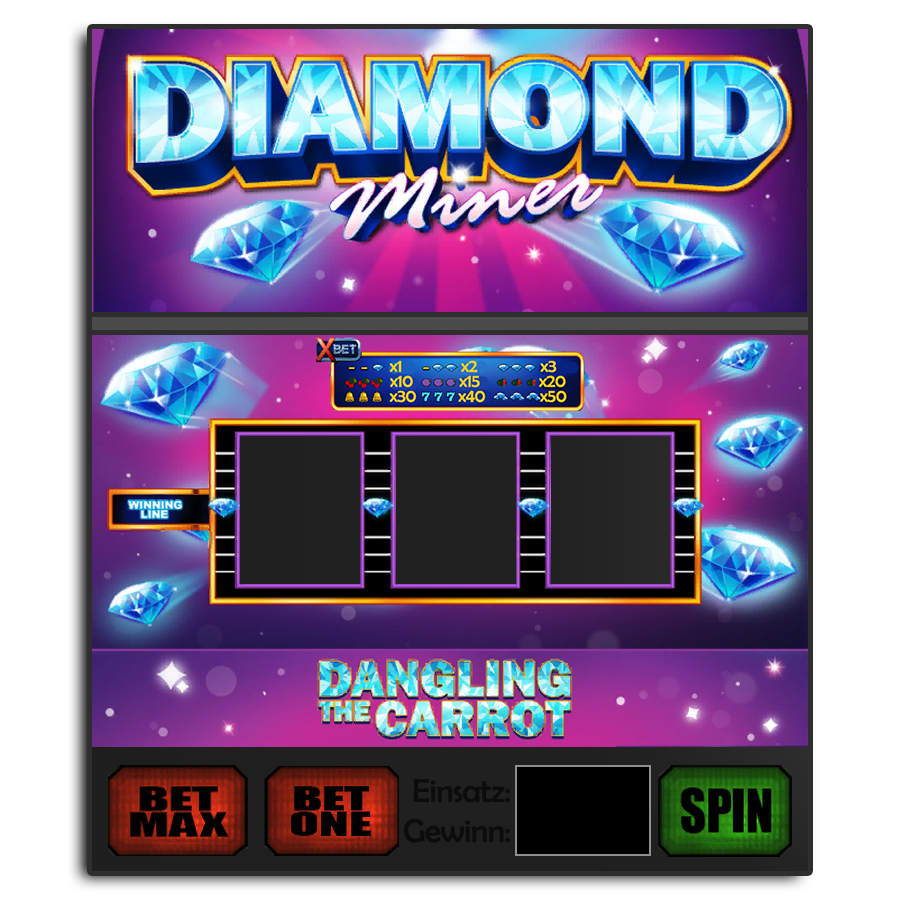 DIAMOND
Miner
XBET
x1 x2 x3
x10 x15 x20
x30 777 x40 x50
WINNING
LINE
DANGLING
THE CARROT
BET MAX
BET ONE
Einsatz:
Gewinn:
SPIN